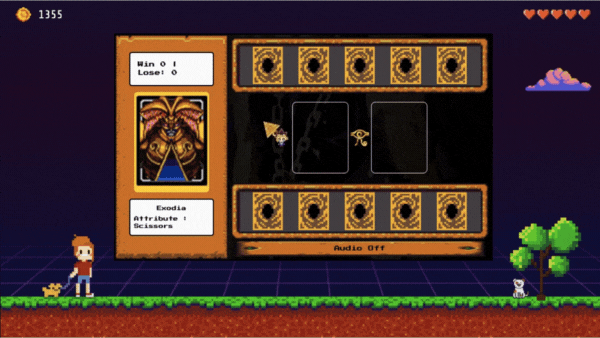 1355
Win 0 |
Lose: 0
Exodia
Attribute :
Scissors
Audio Off